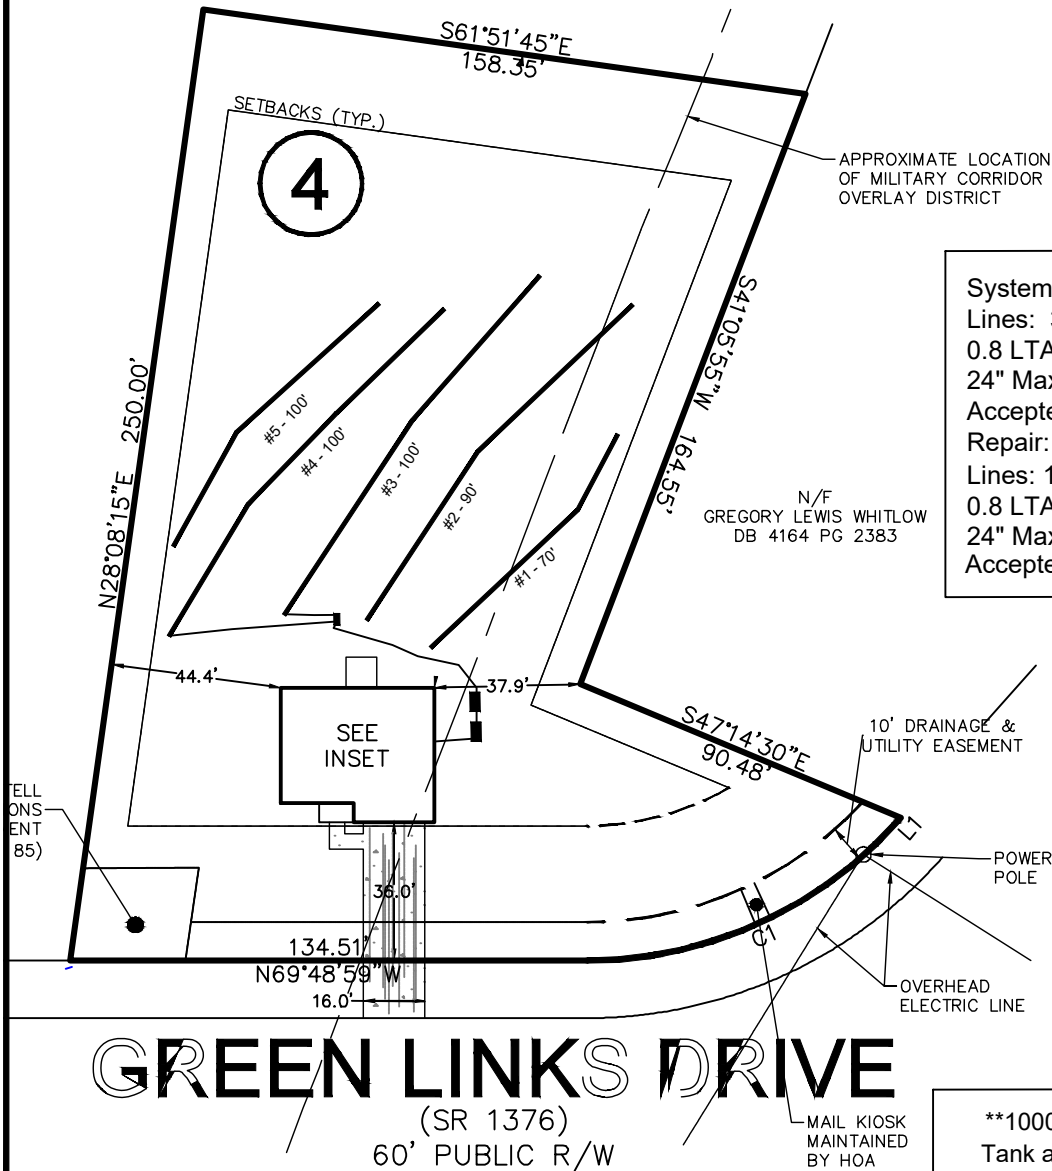 S61°51'45"E
158.35'
SETBACKS (TYP.)
4
APPROXIMATE LOCATION
OF MILITARY CORRIDOR
OVERLAY DISTRICT
System
Lines:
0.8 LTA
24" Max
Accepte
Repair:
Lines: 1
0.8 LTA
24" Max
Accepte
S41°05'55"W 164.55'
N28°08'15"E 250.00'
#5 - 100'
#4 - 100'
#3 - 100'
#2 - 90'
#1 - 70'
N/F
GREGORY LEWIS WHITLOW
DB 4164 PG 2383
44.4'
37.9'
SEE
INSET
S47°14'30"E
90.48'
10' DRAINAGE &
UTILITY EASEMENT
TELL
ONS
ENT
85)
L1
POWER
POLE
36.0'
C1
134.51'
N69°48'59"W
16.0'
OVERHEAD
ELECTRIC LINE
GREEN LINKS DRIVE
(SR 1376)
60' PUBLIC R/W
MAIL KIOSK
MAINTAINED
BY HOA
**1000
Tank a